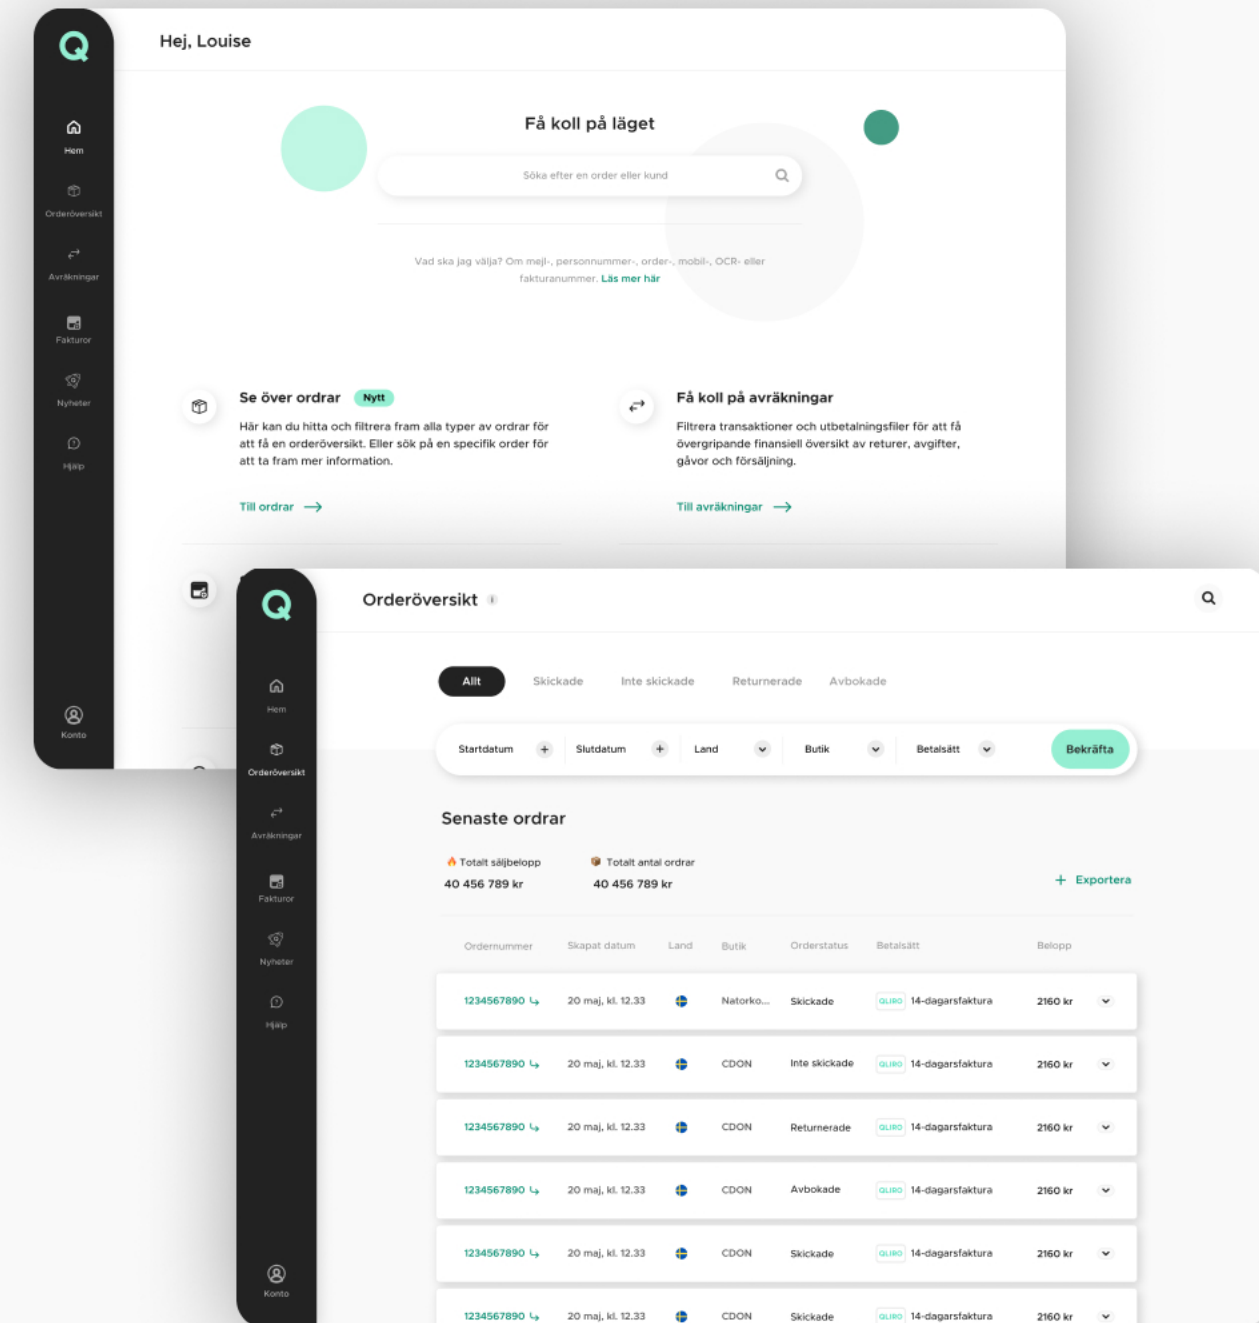 Q
Hej, Louise
Hem
Orderöversikt
Avräkningar
Fakturor
Nyheter
Hjälp
Konto
Få koll på läget
Söka efter en order eller kund
Vad ska jag välja? Om mejl-, personnummer-, order-, mobil-, OCR- eller
fakturanummer. Läs mer här
Se över ordrar Nytt
Här kan du hitta och filtrera fram alla typer av ordrar för
att få en orderöversikt. Eller sök på en specifik order för
att ta fram mer information.
Till ordrar
Få koll på avräkningar
Filtrera transaktioner och utbetalningsfiler för att få
övergripande finansiell översikt av returer, avgifter,
gåvor och försäljning.
Till avräkningar
Q
Orderöversikt i
Hem
Orderöversikt
Avräkningar
Fakturor
Nyheter
Hjälp
Konto
Allt Skickade Inte skickade Returnerade Avbokade
Startdatum Slutdatum Land Butik Betalsätt Bekräfta
Senaste ordrar
Totalt säljbelopp Totalt antal ordrar
40 456 789 kr 40 456 789 kr
+ Exportera
Ordernummer Skapat datum Land Butik Orderstatus Betalsätt Belopp
1234567890 20 maj, kl. 12.33 Natorko... Skickade QLIRO 14-dagarsfaktura 2160 kr
1234567890 20 maj, kl. 12.33 CDON Inte skickade QLIRO 14-dagarsfaktura 2160 kr
1234567890 20 maj, kl. 12.33 CDON Returnerade QLIRO 14-dagarsfaktura 2160 kr
1234567890 20 maj, kl. 12.33 CDON Avbokade QLIRO 14-dagarsfaktura 2160 kr
1234567890 20 maj, kl. 12.33 CDON Skickade QLIRO 14-dagarsfaktura 2160 kr
1234567890 20 maj, kl. 12.33 CDON Skickade QLIRO 14-dagarsfaktura 2160 kr